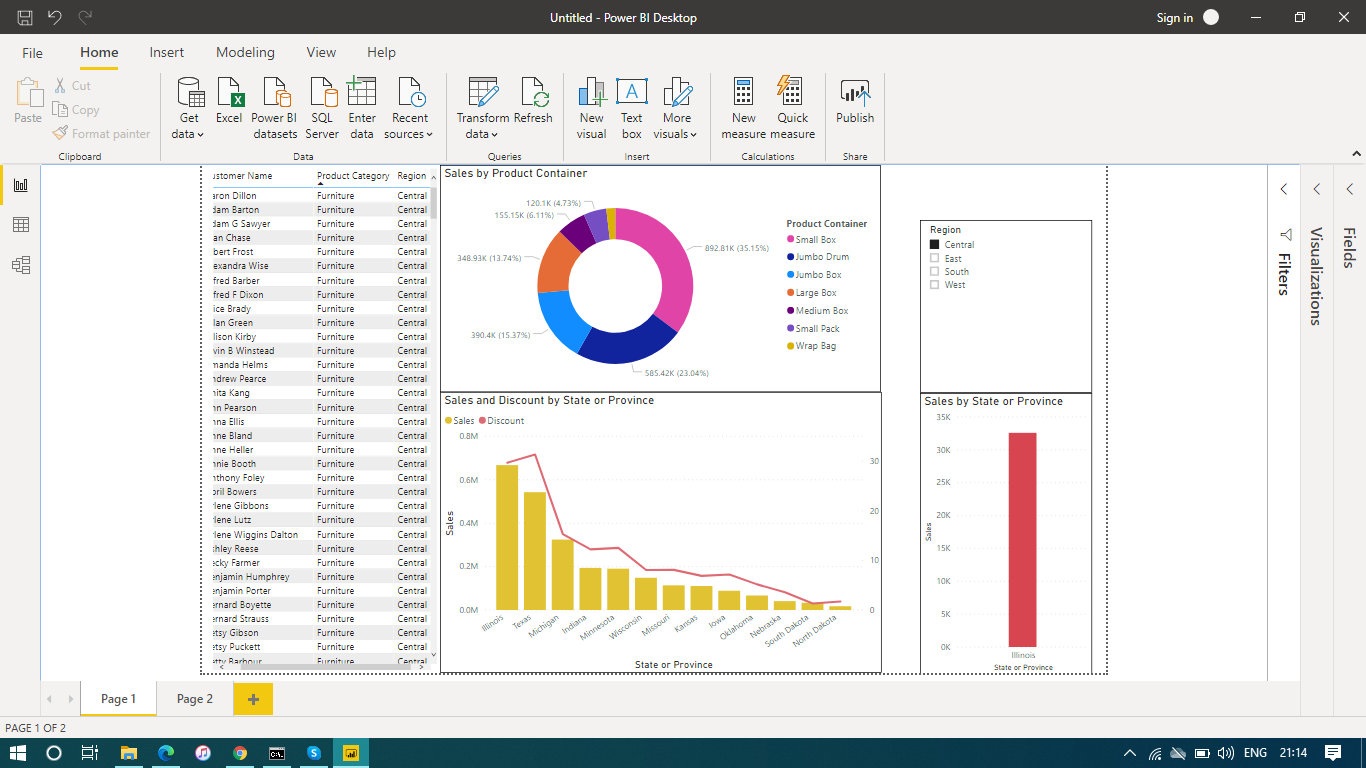 Untitled - Power BI Desktop
Sign in
File Home Insert Modeling View Help
Paste
Cut
Copy
Format painter
Clipboard
Get data
Excel
Power BI datasets
SQL Server
Enter data
Recent sources
Data
Transform data
Refresh
Queries
New visual
Text box
More visuals
Insert
New measure
Quick measure
Calculations
Publish
Share
ustomer Name Product Category Region
aron Dillon Furniture Central
dam Barton Furniture Central
dam G Sawyer Furniture Central
an Chase Furniture Central
bert Frost Furniture Central
exandra Wise Furniture Central
fred Barber Furniture Central
fred F Dixon Furniture Central
ice Brady Furniture Central
lan Green Furniture Central
lison Kirby Furniture Central
vin B Winstead Furniture Central
manda Helms Furniture Central
ndrew Pearce Furniture Central
nita Kang Furniture Central
nn Pearson Furniture Central
nna Ellis Furniture Central
nne Bland Furniture Central
nne Heller Furniture Central
nnie Booth Furniture Central
nthony Foley Furniture Central
pril Bowers Furniture Central
rlene Gibbons Furniture Central
rlene Lutz Furniture Central
rlene Wiggins Dalton Furniture Central
shley Reese Furniture Central
ecky Farmer Furniture Central
enjamin Humphrey Furniture Central
enjamin Porter Furniture Central
ernard Boyette Furniture Central
ernard Strauss Furniture Central
etsy Gibson Furniture Central
etsy Puckett Furniture Central
etty Barbour Furniture Central
Sales by Product Container
120.1K (4.73%)
155.15K (6.11%)
348.93K (13.74%)
390.4K (15.37%)
892.81K (35.15%)
585.42K (23.04%)
Product Container
Small Box
Jumbo Drum
Jumbo Box
Large Box
Medium Box
Small Pack
Wrap Bag
Sales and Discount by State or Province
Sales Discount
0.8M
0.6M
0.4M
0.2M
0.0M
Sales
30
20
10
0
Illinois
Texas
Michigan
Indiana
Minnesota
Wisconsin
Missouri
Kansas
Iowa
Oklahoma
Nebraska
South Dakota
North Dakota
State or Province
Region
Central
East
South
West
Sales by State or Province
35K
30K
25K
20K
15K
10K
5K
0K
Sales
Illinois
State or Province
Filters
Visualizations
Fields
Page 1
Page 2
PAGE 1 OF 2
ENG
21:14